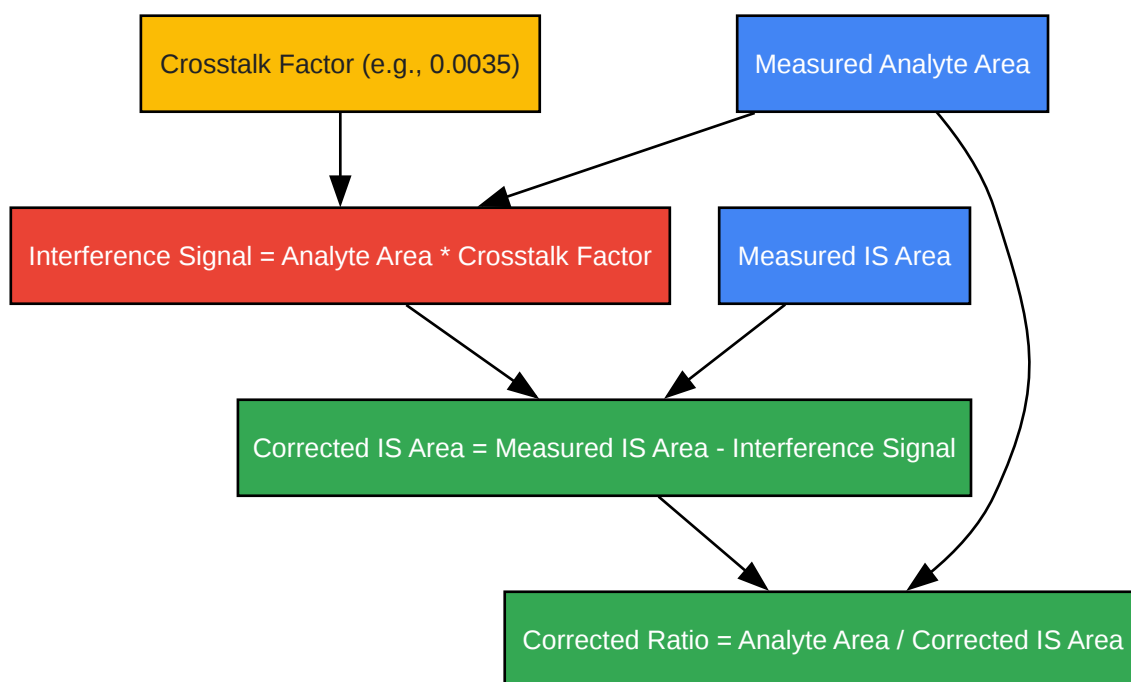 Crosstalk Factor (e.g., 0.0035)
Measured Analyte Area
Interference Signal = Analyte Area * Crosstalk Factor
Measured IS Area
Corrected IS Area = Measured IS Area - Interference Signal
Corrected Ratio = Analyte Area / Corrected IS Area